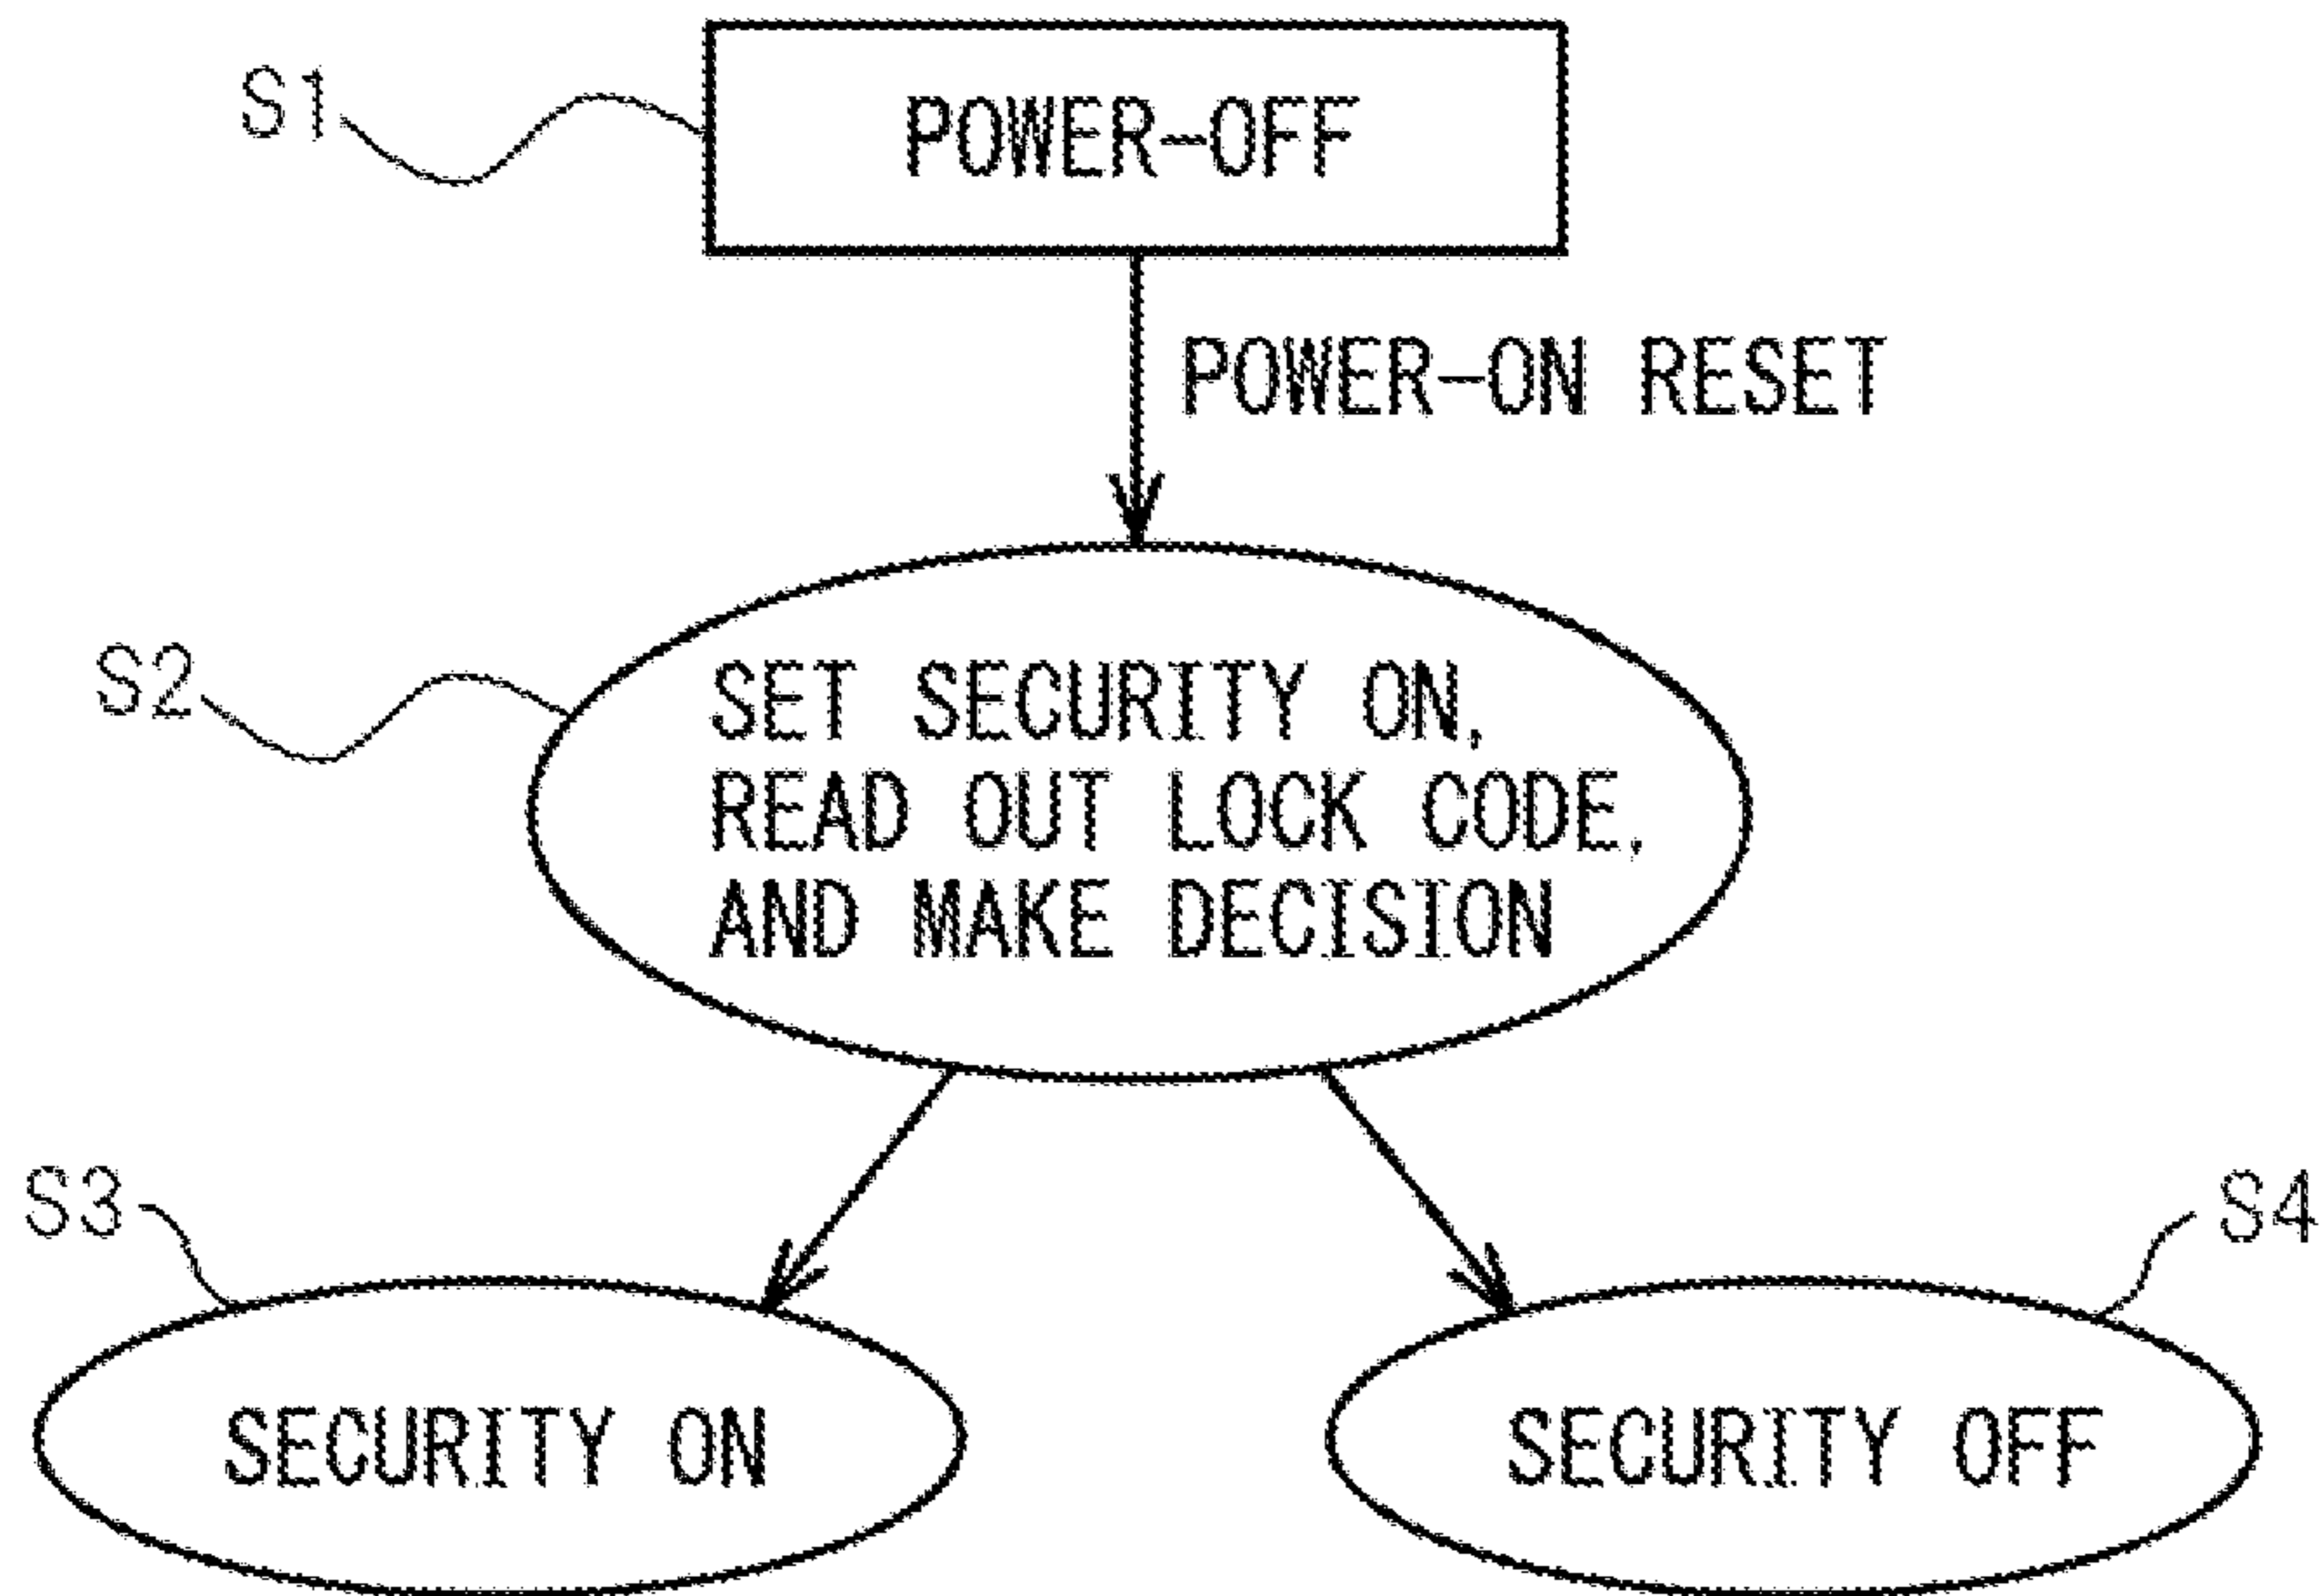 S1
POWER-OFF
POWER-ON RESET
S2
SET SECURITY ON,
READ OUT LOCK CODE,
AND MAKE DECISION
S3
S4
SECURITY ON
SECURITY OFF